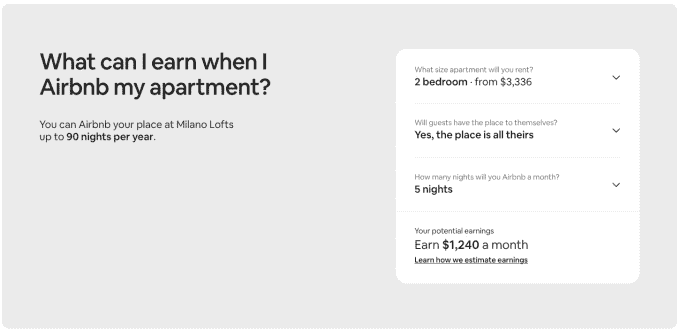 What can I earn when I
Airbnb my apartment?
You can Airbnb your place at Milano Lofts
up to 90 nights per year.
What size apartment will you rent?
2 bedroom · from $3,336
Will guests have the place to themselves?
Yes, the place is all theirs
How many nights will you Airbnb a month?
5 nights
Your potential earnings
Earn $1,240 a month
Learn how we estimate earnings